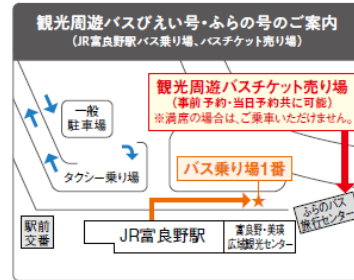 観光周遊バスびえい号・ふらの号のご案内
(JR富良野駅バス乗り場、バスチケット売り場)
観光周遊バスチケット売り場
(事前予約・当日予約共に可能)
※満席の場合は、ご乗車いただけません。
一般
駐車場
タクシー乗り場
バス乗り場1番
駅前
交番
JR富良野駅
富良野・美瑛
広域観光センター
ふらのバス
旅行センター